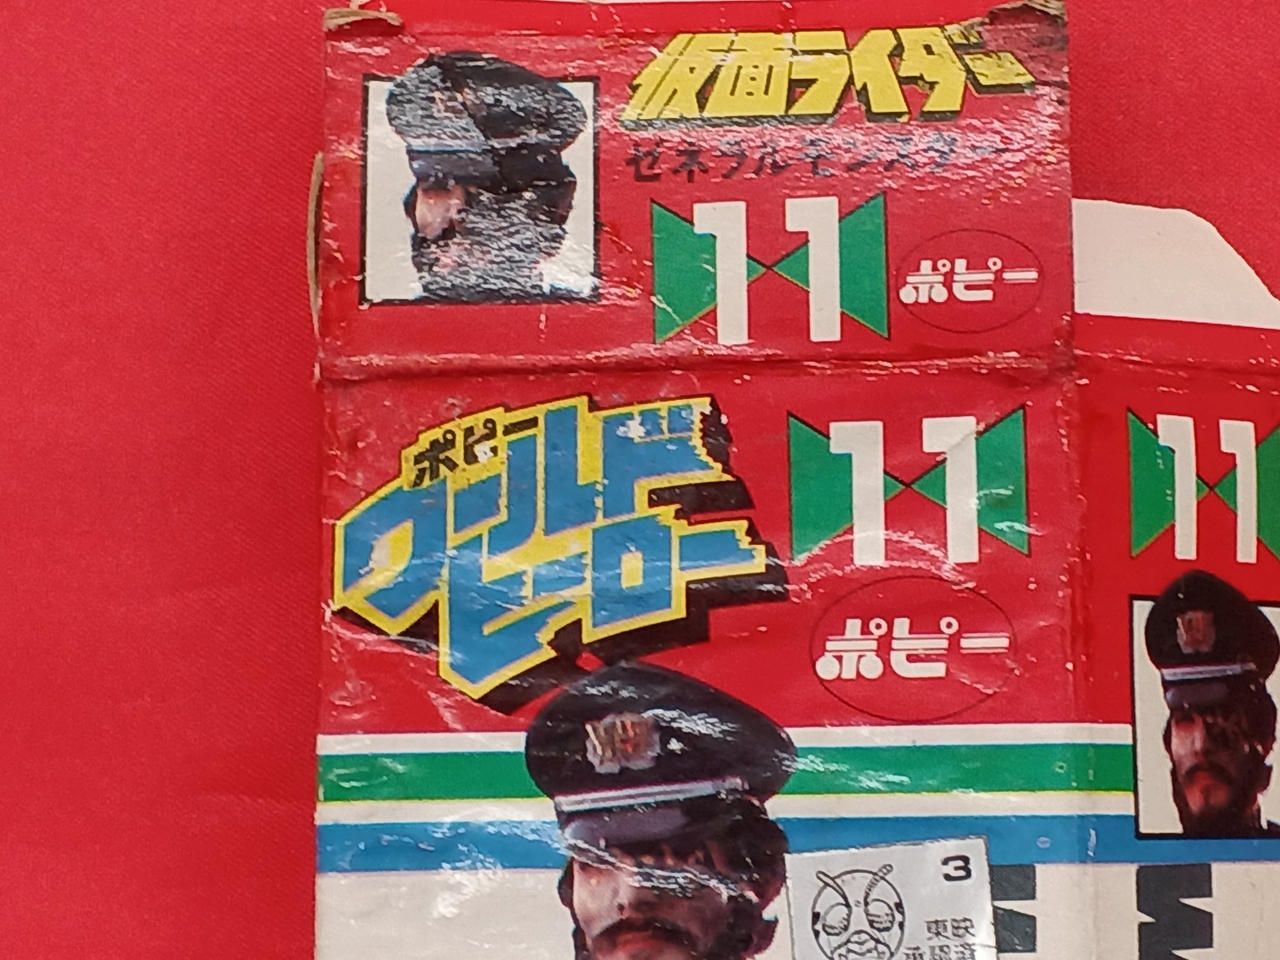 仮面ライダー
ゼネラルモンスター
11
ポピー
ポピー
ワールド
ヒーロー
11
ポピー
11
3
東映